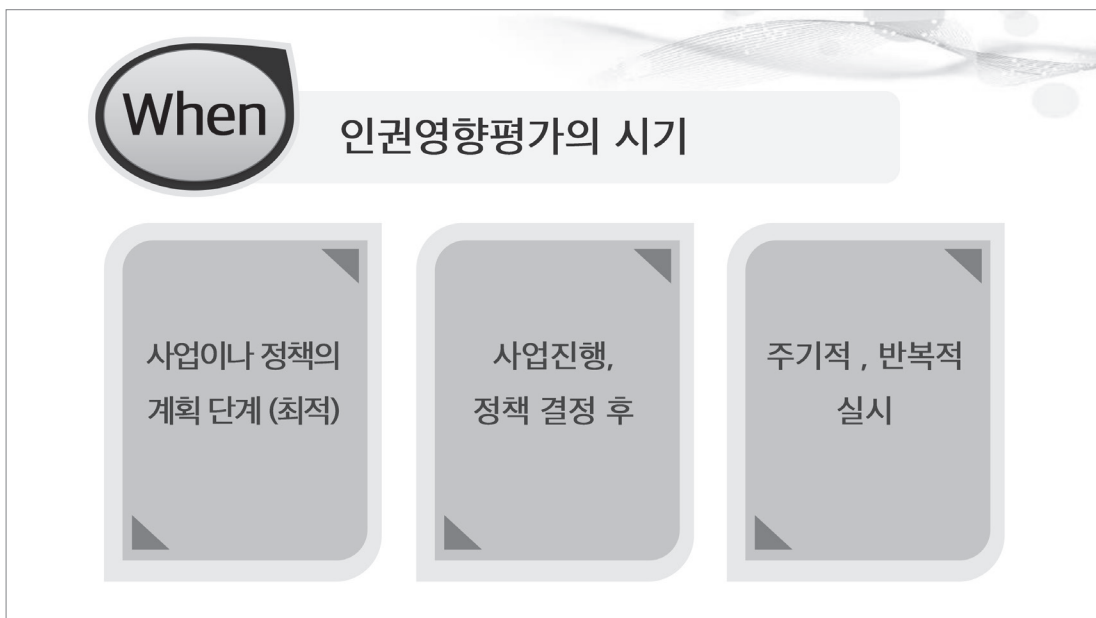 When
인권영향평가의 시기
사업이나 정책의
계획 단계 (최적)
사업진행,
정책 결정 후
주기적 , 반복적
실시